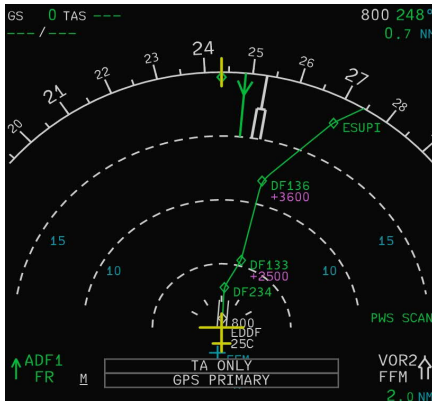 GS 0 TAS ---
---/---
800 248°
0.7 NM
20
21
22
23
24
25
26
27
28
ESUPI
DF136
+3600
15
15
DF133
+2500
10
10
DF234
800
EDDF
25C
FFM
PWS SCAN
ADF1
FR
M
TA ONLY
GPS PRIMARY
VOR2
FFM
2.0 NM